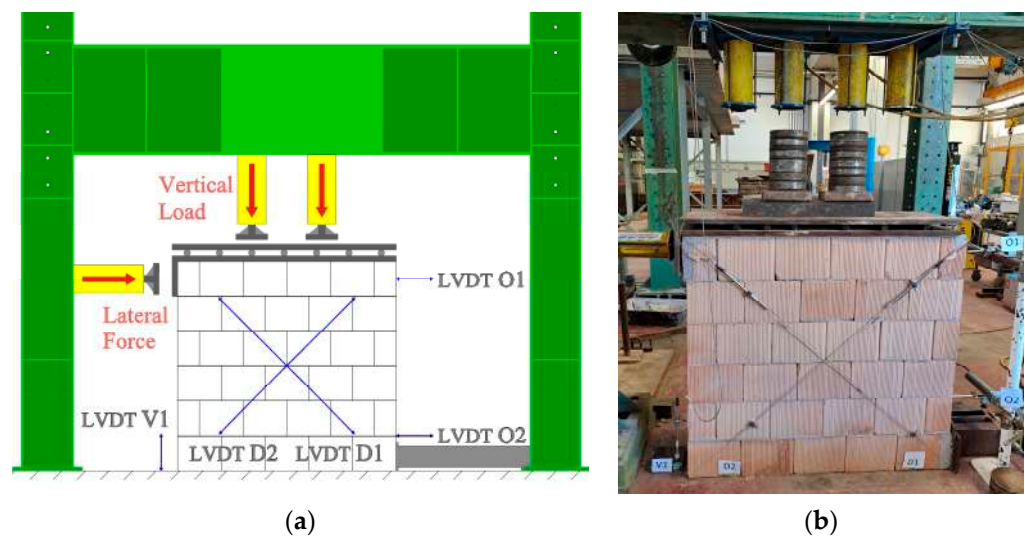 Vertical
Load
LVDT O1
Lateral
Force
LVDT V1
LVDT O2
LVDT D2
LVDT D1
O1
O2
V1
D2
D1
(a)
(b)